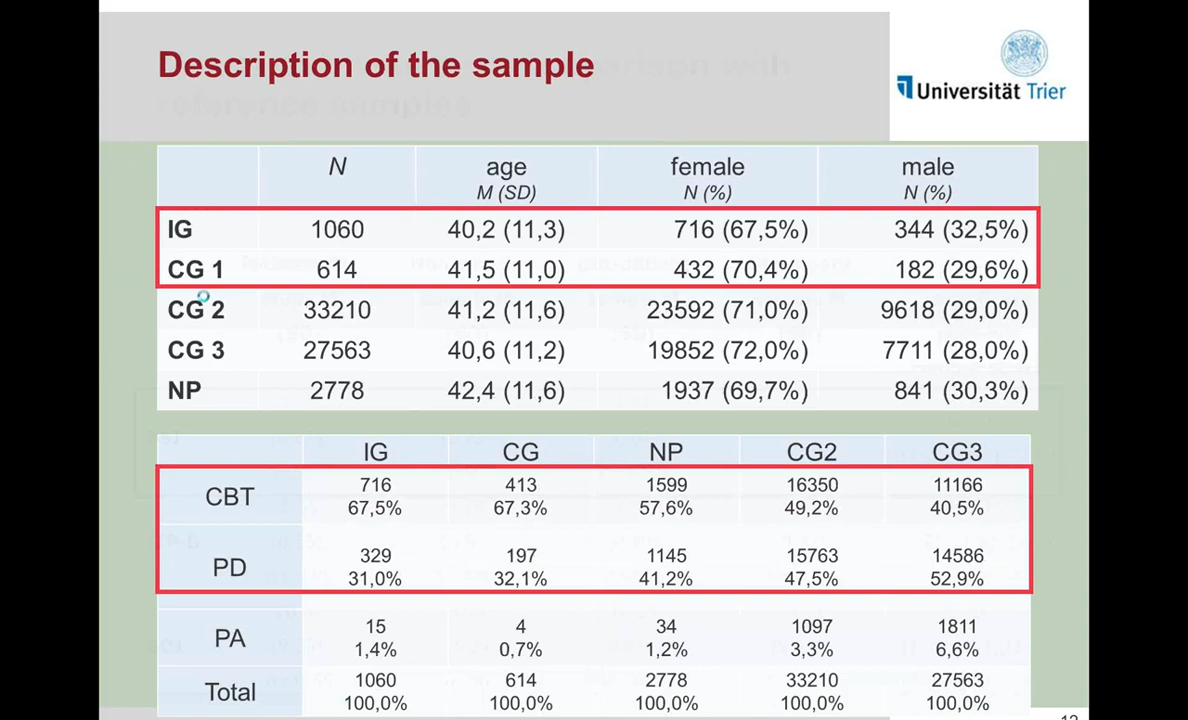 Description of the sample
Universität Trier
N age female male
M (SD) N (%) N (%)
IG 1060 40,2 (11,3) 716 (67,5%) 344 (32,5%)
CG 1 614 41,5 (11,0) 432 (70,4%) 182 (29,6%)
CG 2 33210 41,2 (11,6) 23592 (71,0%) 9618 (29,0%)
CG 3 27563 40,6 (11,2) 19852 (72,0%) 7711 (28,0%)
NP 2778 42,4 (11,6) 1937 (69,7%) 841 (30,3%)
IG CG NP CG2 CG3
CBT
716 413 1599 16350 11166
67,5% 67,3% 57,6% 49,2% 40,5%
PD
329 197 1145 15763 14586
31,0% 32,1% 41,2% 47,5% 52,9%
PA
15 4 34 1097 1811
1,4% 0,7% 1,2% 3,3% 6,6%
Total
1060 614 2778 33210 27563
100,0% 100,0% 100,0% 100,0% 100,0%